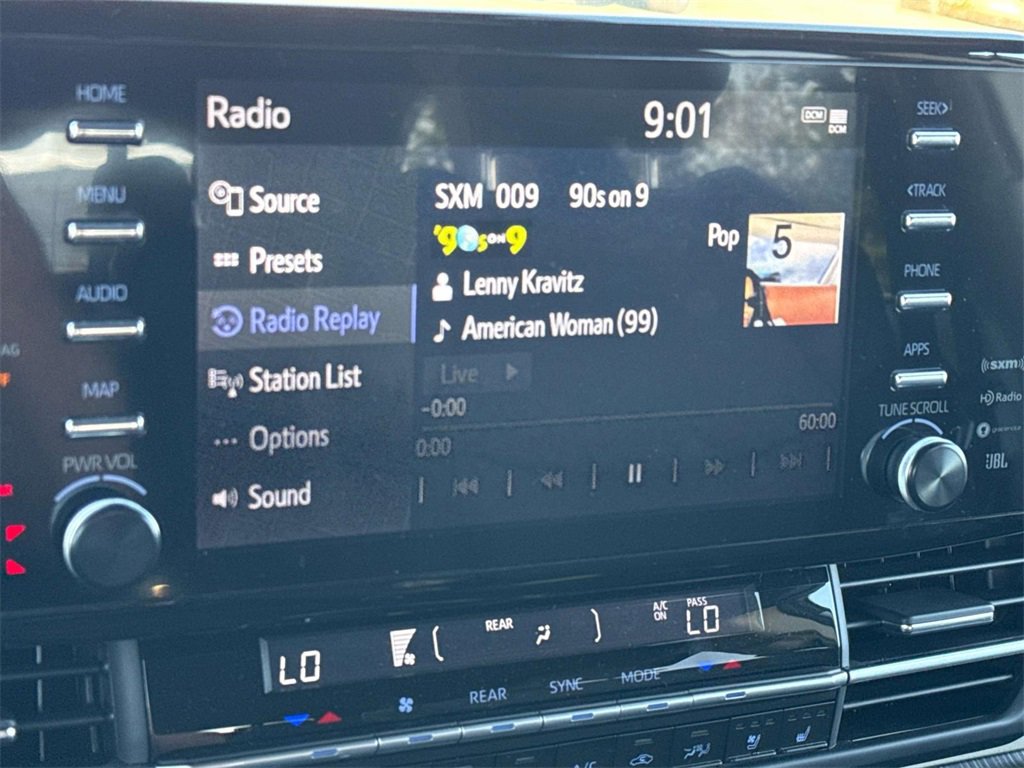 HOME
MENU
AUDIO
MAP
PWR VOL
Radio
9:01
DCM
DCM
Source
Presets
Radio Replay
Station List
Options
Sound
SXM 009 90s on 9
'90s ON 9
Pop
5
Lenny Kravitz
American Woman (99)
Live
-0:00
60:00
0:00
SEEK>
<TRACK
PHONE
APPS
TUNE SCROLL
((sxm))
HD Radio
JBL
LO
REAR
A/C
ON
PASS
LO
REAR
SYNC
MODE
A/C